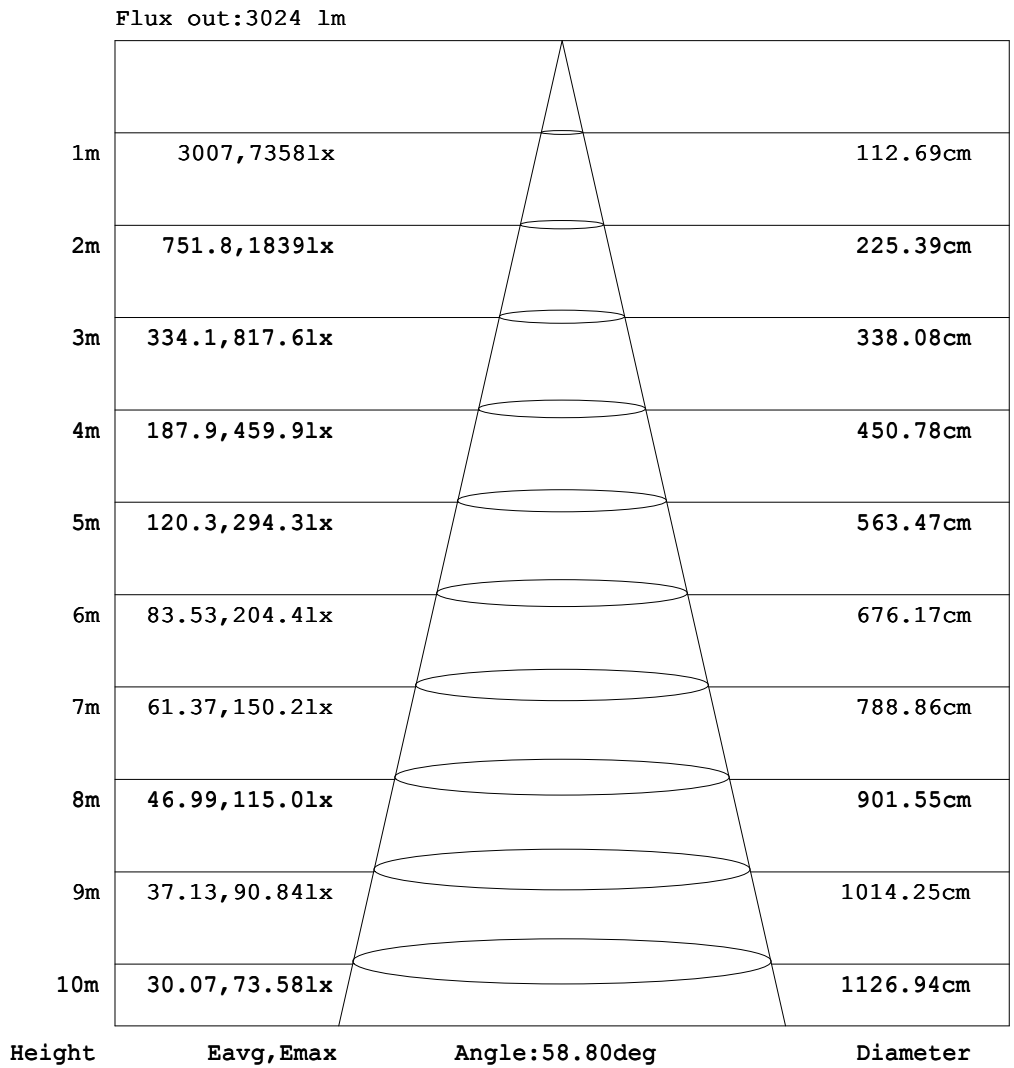 Flux out:3024 lm
1m 3007,7358lx 112.69cm
2m 751.8,1839lx 225.39cm
3m 334.1,817.6lx 338.08cm
4m 187.9,459.9lx 450.78cm
5m 120.3,294.3lx 563.47cm
6m 83.53,204.4lx 676.17cm
7m 61.37,150.2lx 788.86cm
8m 46.99,115.0lx 901.55cm
9m 37.13,90.84lx 1014.25cm
10m 30.07,73.58lx 1126.94cm
Height Eavg,Emax Angle:58.80deg Diameter